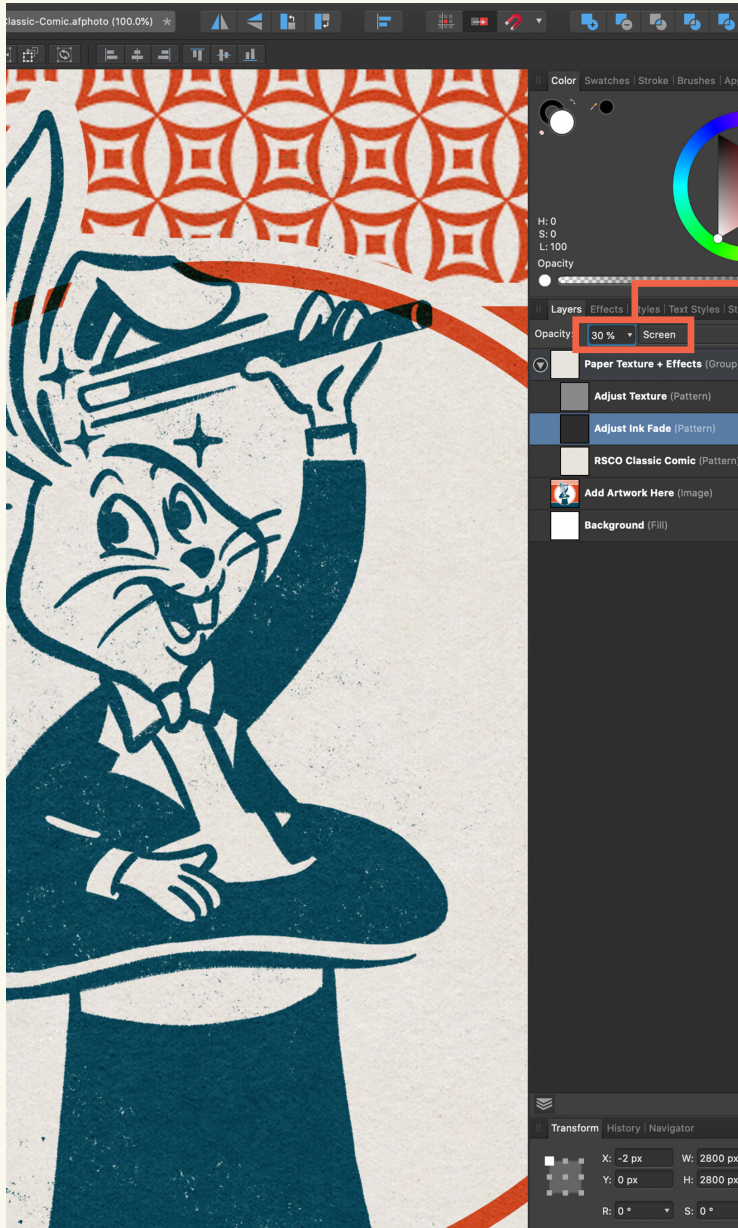 Classic-Comic.afphoto (100.0%) *
Color Swatches Stroke Brushes
H: 0
S: 0
L: 100
Opacity
Layers Effects Styles Text Styles
Opacity: 30 % Screen
Paper Texture + Effects (Group
Adjust Texture (Pattern)
Adjust Ink Fade (Pattern)
RSCO Classic Comic (Pattern)
Add Artwork Here (Image)
Background (Fill)
Transform History Navigator
X: -2 px W: 2800 px
Y: 0 px H: 2800 px
R: 0 ° S: 0 °